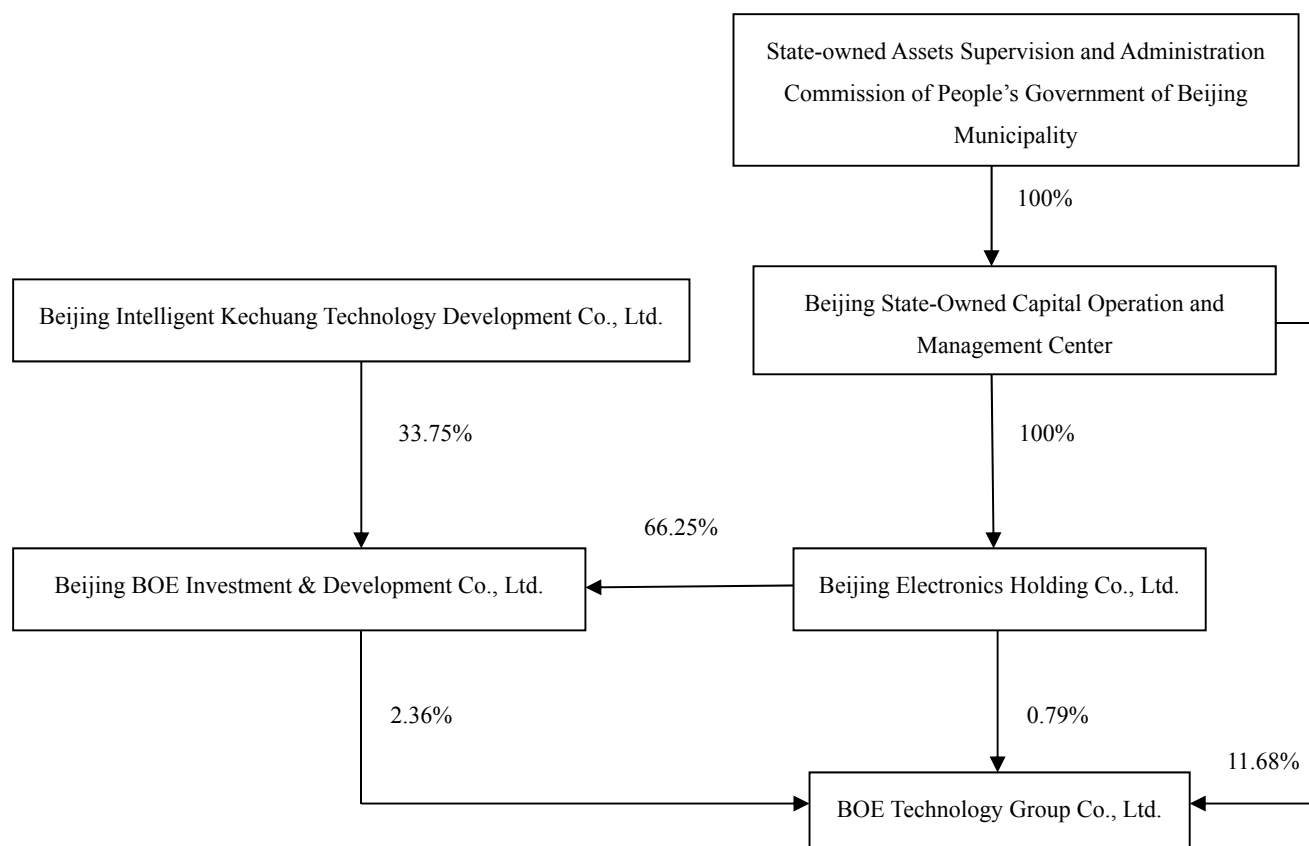 State-owned Assets Supervision and Administration
Commission of People’s Government of Beijing
Municipality
100%
Beijing Intelligent Kechuang Technology Development Co., Ltd.
Beijing State-Owned Capital Operation and
Management Center
33.75%
100%
66.25%
Beijing BOE Investment & Development Co., Ltd.
Beijing Electronics Holding Co., Ltd.
2.36%
0.79%
11.68%
BOE Technology Group Co., Ltd.